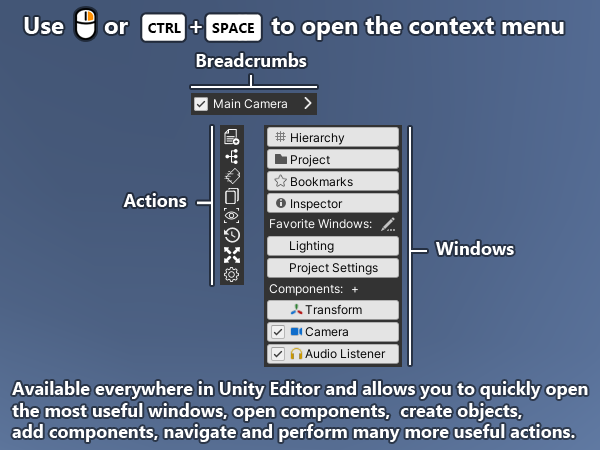 Use or CTRL + SPACE to open the context menu
Breadcrumbs
Main Camera
Actions
Hierarchy
Project
Bookmarks
Inspector
Favorite Windows:
Lighting
Project Settings
Components: +
Transform
Camera
Audio Listener
Windows
Available everywhere in Unity Editor and allows you to quickly open
the most useful windows, open components, create objects,
add components, navigate and perform many more useful actions.